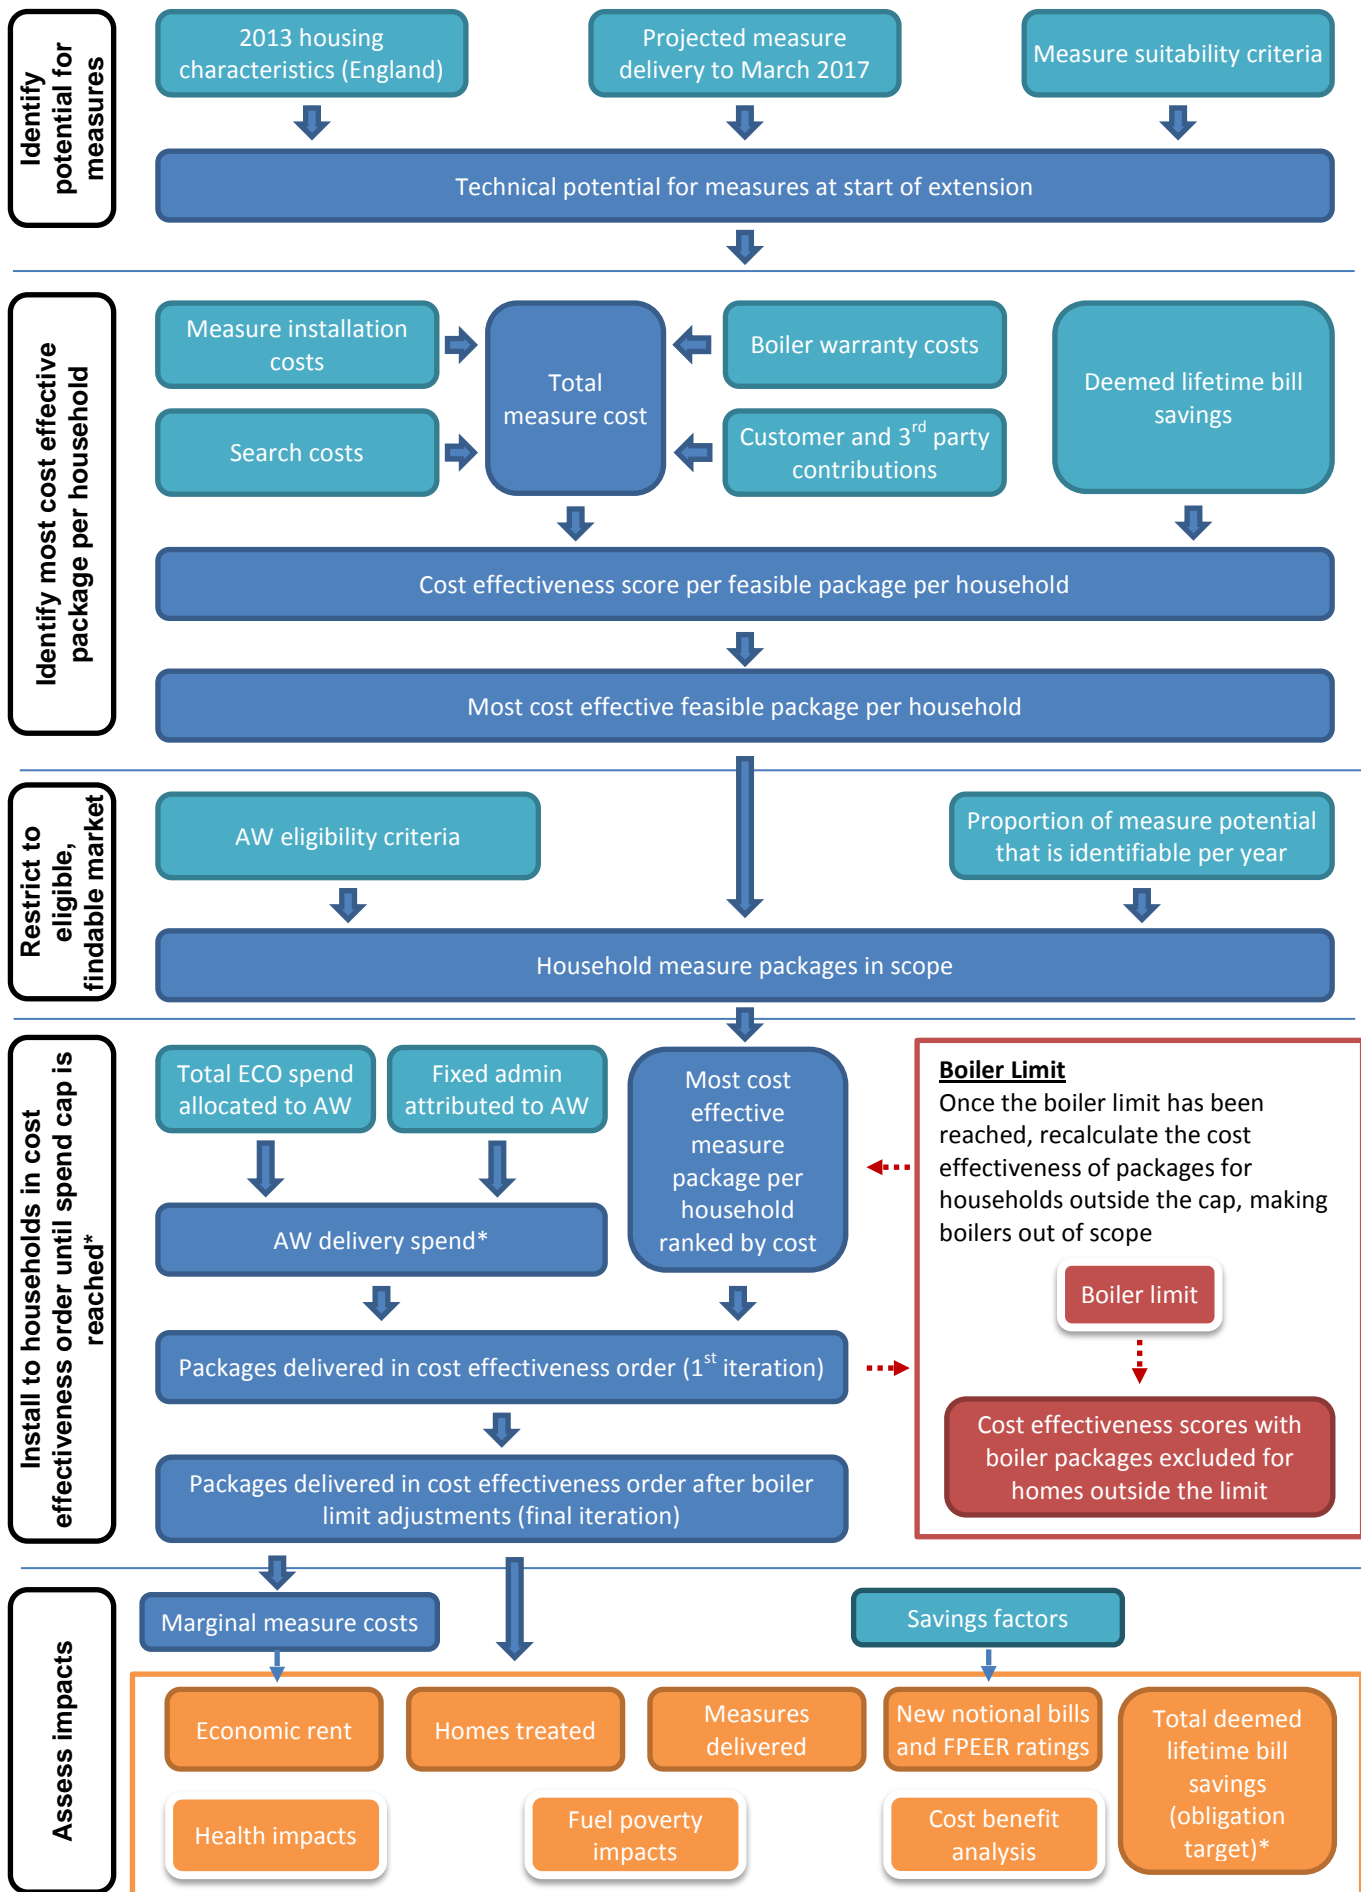 Identify
potential for
measures
2013 housing
characteristics (England)
Projected measure
delivery to March 2017
Measure suitability criteria
Technical potential for measures at start of extension
Identify most cost effective
package per household
Measure installation
costs
Search costs
Total
measure cost
Boiler warranty costs
Customer and 3rd party
contributions
Deemed lifetime bill
savings
Cost effectiveness score per feasible package per household
Most cost effective feasible package per household
Restrict to
eligible,
findable market
AW eligibility criteria
Proportion of measure potential
that is identifiable per year
Household measure packages in scope
Install to households in cost
effectiveness order until spend cap is
reached*
Total ECO spend
allocated to AW
Fixed admin
attributed to AW
Most cost
effective
measure
package per
household
ranked by cost
AW delivery spend*
Packages delivered in cost effectiveness order (1st iteration)
Packages delivered in cost effectiveness order after boiler
limit adjustments (final iteration)
Boiler Limit
Once the boiler limit has been
reached, recalculate the cost
effectiveness of packages for
households outside the cap, making
boilers out of scope
Boiler limit
Cost effectiveness scores with
boiler packages excluded for
homes outside the limit
Assess impacts
Marginal measure costs
Savings factors
Economic rent
Homes treated
Measures
delivered
New notional bills
and FPEER ratings
Total deemed
lifetime bill
savings
(obligation
target)*
Health impacts
Fuel poverty
impacts
Cost benefit
analysis